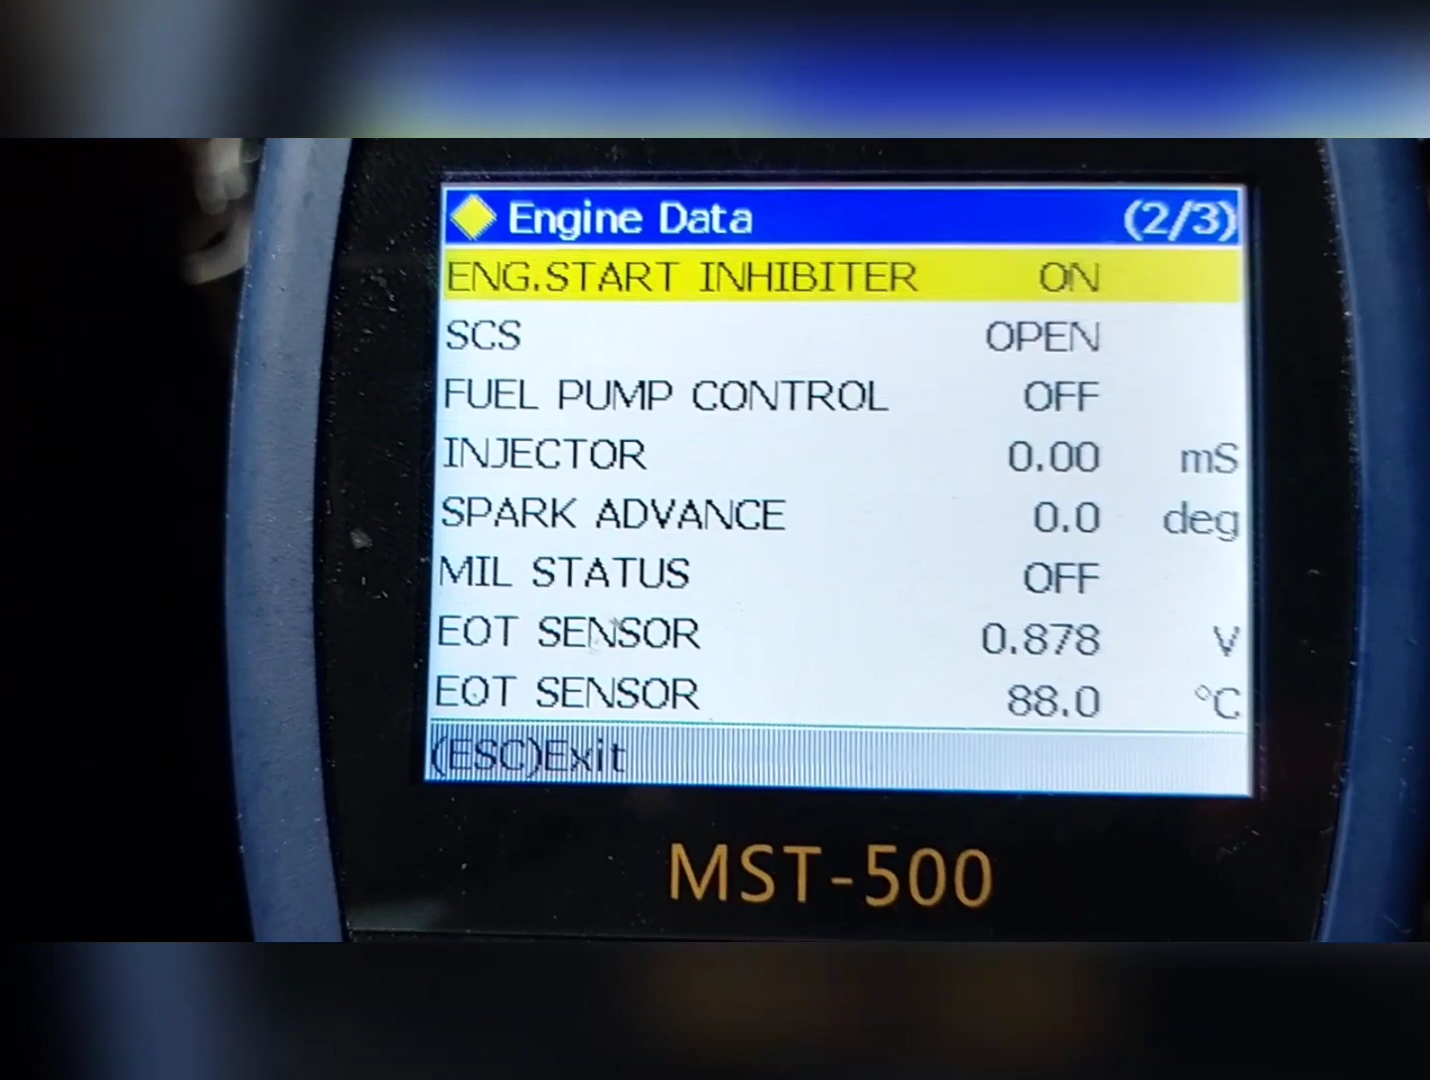 Engine Data (2/3)
ENG.START INHIBITER ON
SCS OPEN
FUEL PUMP CONTROL OFF
INJECTOR 0.00 mS
SPARK ADVANCE 0.0 deg
MIL STATUS OFF
EOT SENSOR 0.878 V
EOT SENSOR 88.0 °C
(ESC)Exit
MST-500